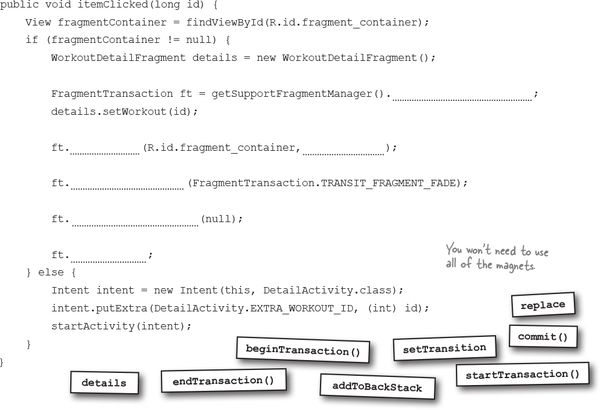 public void itemClicked(long id) {
View fragmentContainer = findViewById(R.id.fragment_container);
if (fragmentContainer != null) {
WorkoutDetailFragment details = new WorkoutDetailFragment();
FragmentTransaction ft = getSupportFragmentManager(). ;
details.setWorkout(id);
ft. (R.id.fragment_container, );
ft. (FragmentTransaction.TRANSIT_FRAGMENT_FADE);
ft. (null);
ft. ;
You won't need to use
all of the magnets.
} else {
Intent intent = new Intent(this, DetailActivity.class);
intent.putExtra(DetailActivity.EXTRA_WORKOUT_ID, (int) id);
startActivity(intent);
}
}
replace
commit()
beginTransaction()
setTransition
startTransaction()
details
endTransaction()
addToBackStack